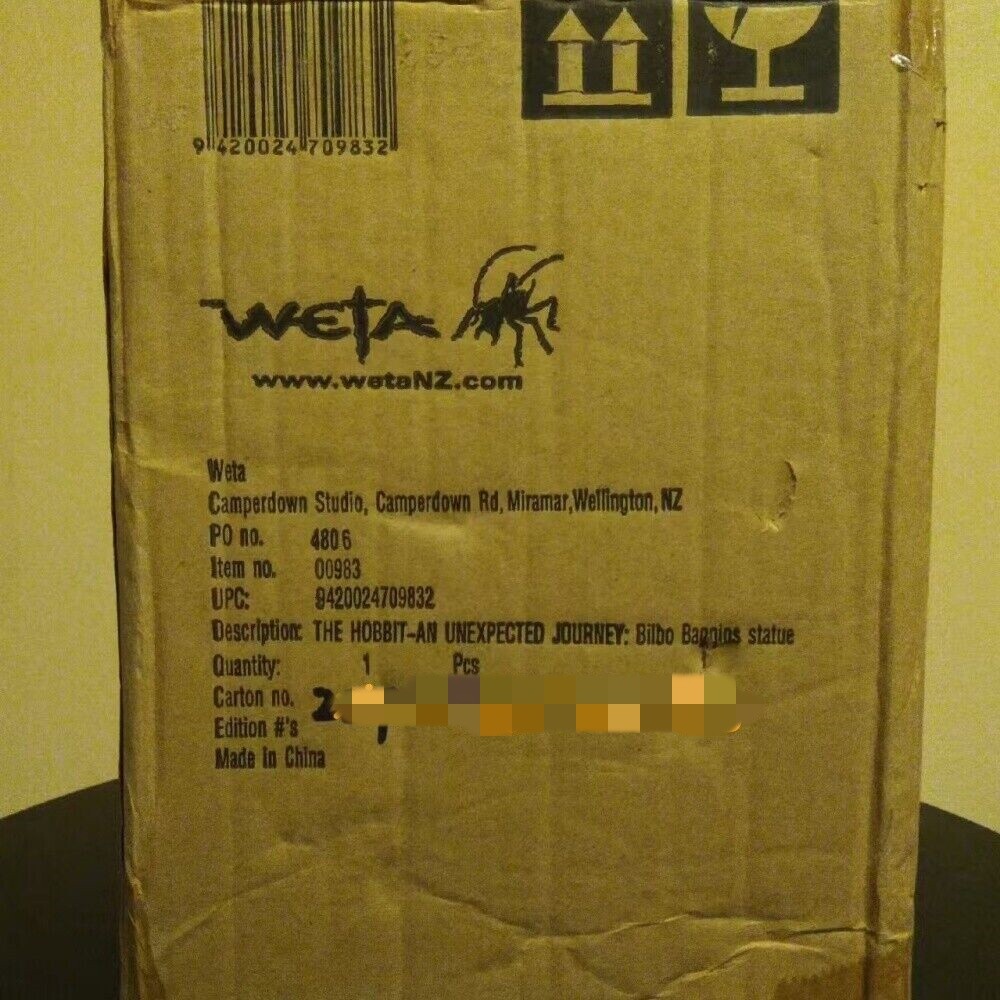 9 420024 709832
WETA
www.wetaNZ.com
Weta
Camperdown Studio, Camperdown Rd, Miramar, Wellington, NZ
PO no. 4806
Item no. 00983
UPC: 9420024709832
Description: THE HOBBIT-AN UNEXPECTED JOURNEY: Bilbo Baggins statue
Quantity: 1 Pcs
Carton no. 2
Edition #'s
Made in China